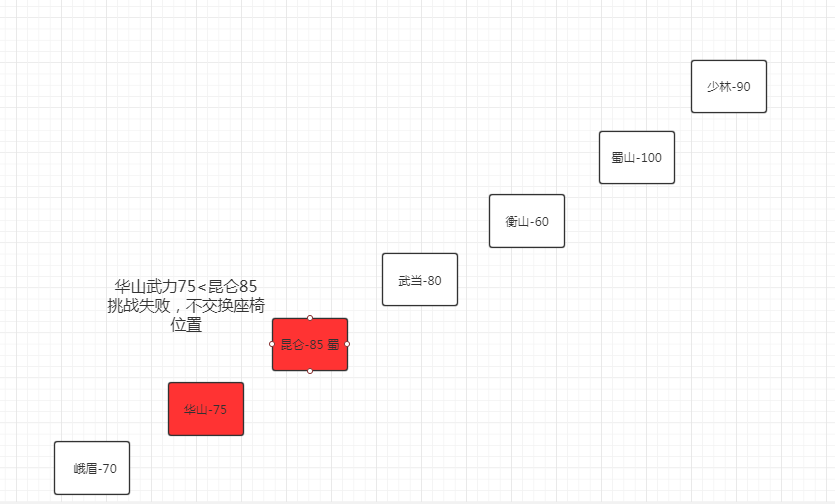 少林-90
蜀山-100
衡山-60
武当-80
华山武力75<昆仑85
挑战失败，不交换座椅
位置
昆仑-85 蜀
华山-75
峨眉-70